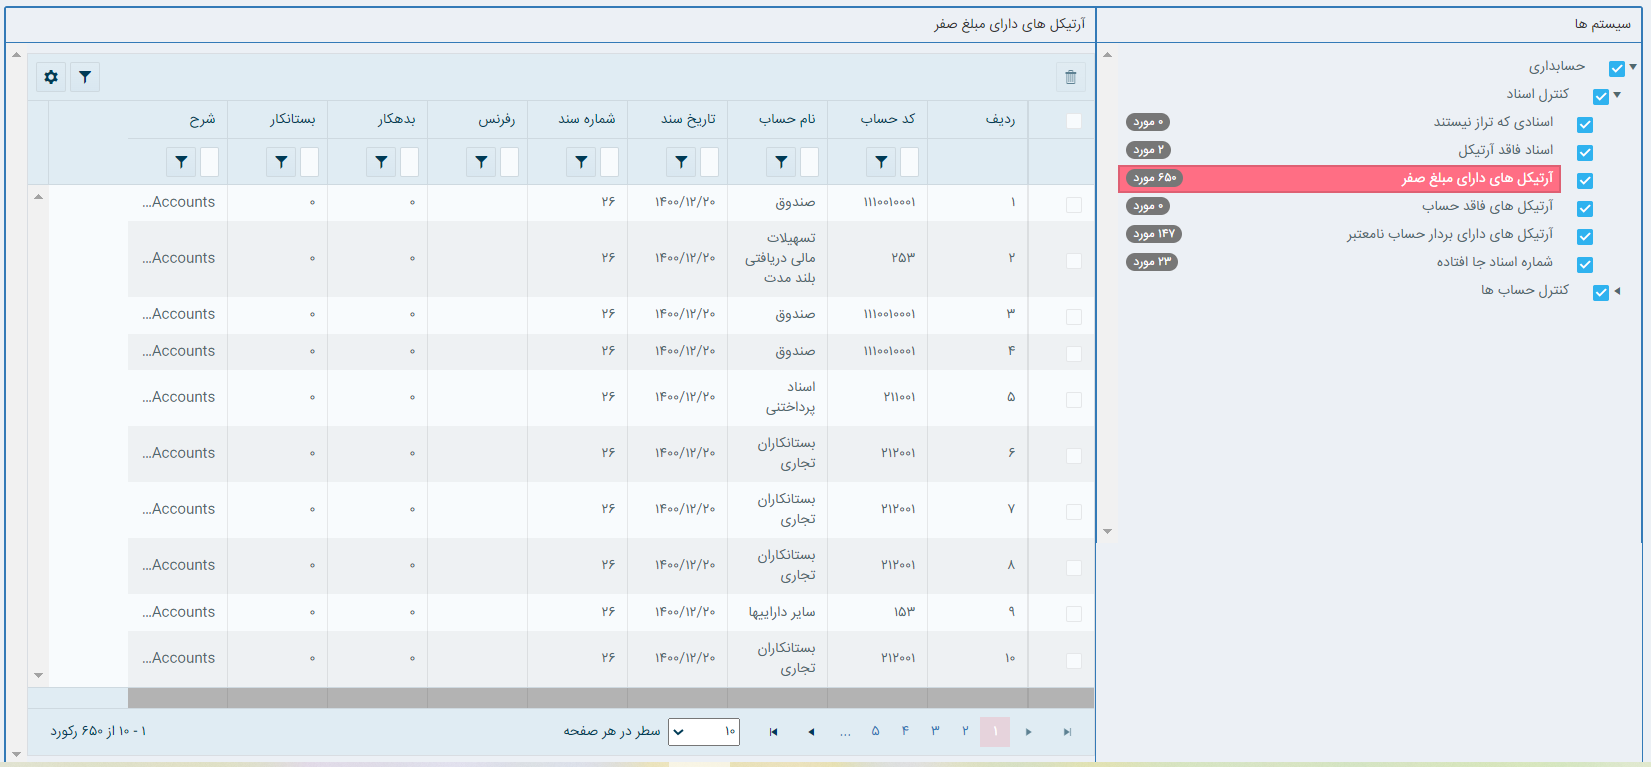 سیستم ها
حسابداری
کنترل اسناد
اسنادی که تراز نیستند ۰ مورد
اسناد فاقد آرتیکل ۲ مورد
آرتیکل های دارای مبلغ صفر ۶۵۰ مورد
آرتیکل های فاقد حساب ۰ مورد
آرتیکل های دارای بردار حساب نامعتبر ۱۴۷ مورد
شماره اسناد جا افتاده ۲۳ مورد
کنترل حساب ها
آرتیکل های دارای مبلغ صفر
ردیف کد حساب نام حساب تاریخ سند شماره سند رفرنس بدهکار بستانکار شرح
۱ ۱۱۱۰۰۱۰۰۰۱ صندوق ۱۴۰۰/۱۲/۲۰ ۲۶ ۰ ۰ Accounts...
۲ ۲۵۳ تسهیلات مالی دریافتی بلند مدت ۱۴۰۰/۱۲/۲۰ ۲۶ ۰ ۰ Accounts...
۳ ۱۱۱۰۰۱۰۰۰۱ صندوق ۱۴۰۰/۱۲/۲۰ ۲۶ ۰ ۰ Accounts...
۴ ۱۱۱۰۰۱۰۰۰۱ صندوق ۱۴۰۰/۱۲/۲۰ ۲۶ ۰ ۰ Accounts...
۵ ۲۱۱۰۰۱ اسناد پرداختنی ۱۴۰۰/۱۲/۲۰ ۲۶ ۰ ۰ Accounts...
۶ ۲۱۲۰۰۱ بستانکاران تجاری ۱۴۰۰/۱۲/۲۰ ۲۶ ۰ ۰ Accounts...
۷ ۲۱۲۰۰۱ بستانکاران تجاری ۱۴۰۰/۱۲/۲۰ ۲۶ ۰ ۰ Accounts...
۸ ۲۱۲۰۰۱ بستانکاران تجاری ۱۴۰۰/۱۲/۲۰ ۲۶ ۰ ۰ Accounts...
۹ ۱۵۳ سایر داراییها ۱۴۰۰/۱۲/۲۰ ۲۶ ۰ ۰ Accounts...
۱۰ ۲۱۲۰۰۱ بستانکاران تجاری ۱۴۰۰/۱۲/۲۰ ۲۶ ۰ ۰ Accounts...
۱ ۲ ۳ ۴ ۵ ... ۱۰ سطر در هر صفحه ۱ - ۱۰ از ۶۵۰ رکورد